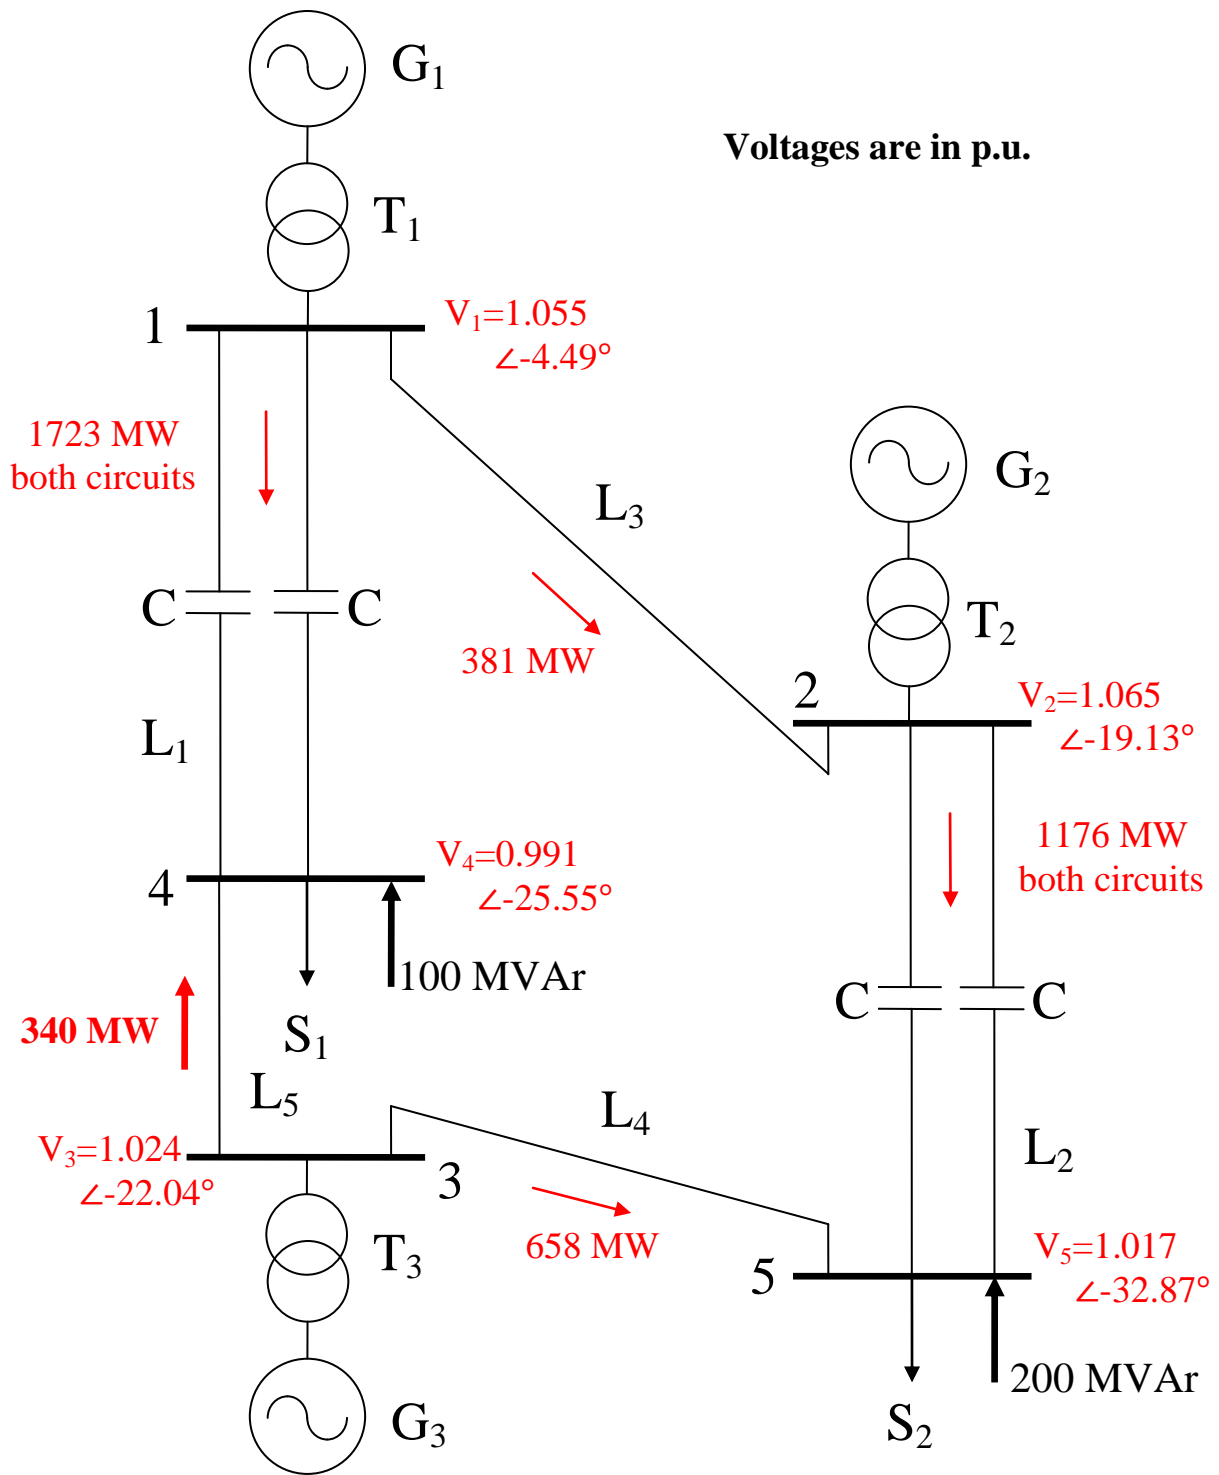 G₁
Voltages are in p.u.
T₁
1
V₁=1.055
∠-4.49°
1723 MW
both circuits
L₃
G₂
C
C
381 MW
T₂
2
V₂=1.065
∠-19.13°
L₁
4
V₄=0.991
∠-25.55°
1176 MW
both circuits
100 MVAr
C
C
340 MW
S₁
L₅
L₄
V₃=1.024
∠-22.04°
3
L₂
T₃
658 MW
5
V₅=1.017
∠-32.87°
200 MVAr
G₃
S₂